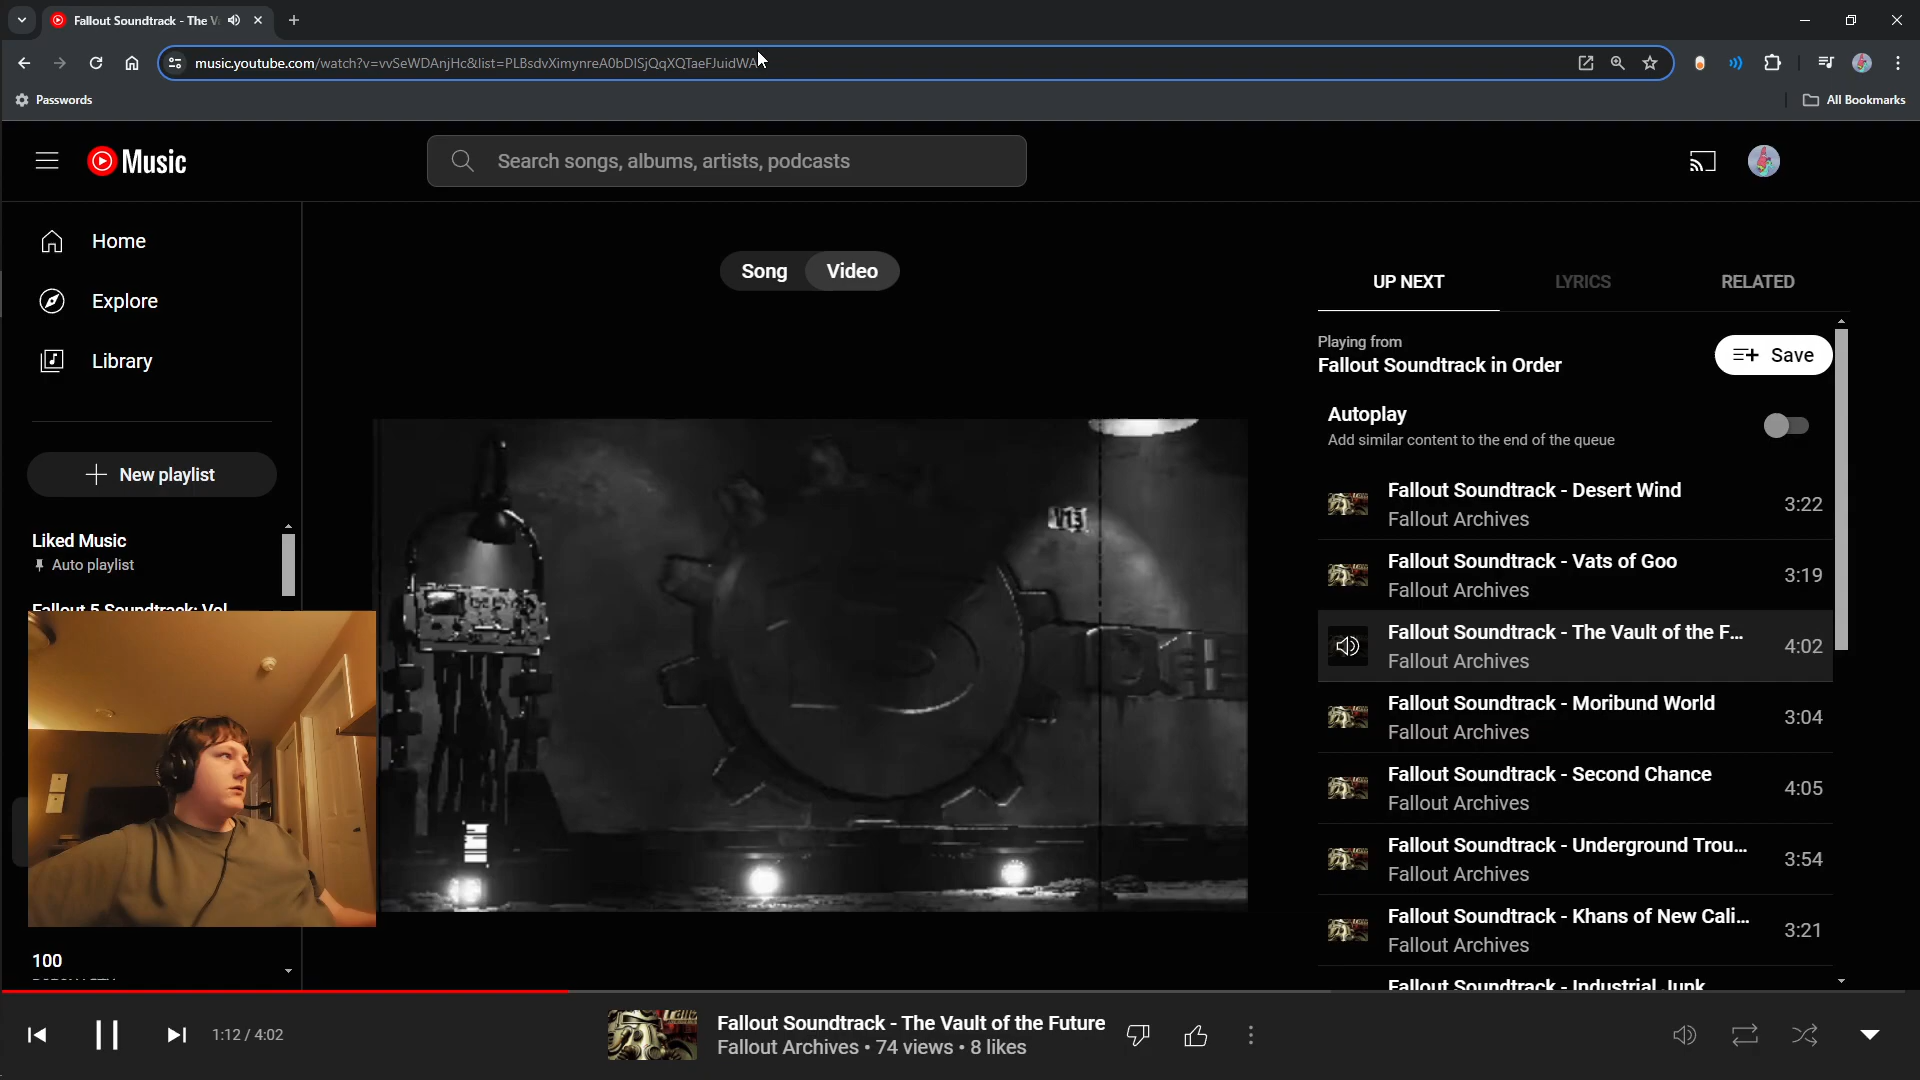 Fallout Soundtrack - The V
music.youtube.com/watch?v=vvSeWDAnjHc&list=PLBsdvXimynreA0bDISjQqXQTaeFJuidWA
Passwords
All Bookmarks
Music
Search songs, albums, artists, podcasts
Home
Explore
Library
New playlist
Liked Music
Auto playlist
Fallout 5 Soundtrack: Vol
100
Song
Video
V13
UP NEXT
LYRICS
RELATED
Playing from
Fallout Soundtrack in Order
Save
Autoplay
Add similar content to the end of the queue
Fallout Soundtrack - Desert Wind
Fallout Archives
3:22
Fallout Soundtrack - Vats of Goo
Fallout Archives
3:19
Fallout Soundtrack - The Vault of the F...
Fallout Archives
4:02
Fallout Soundtrack - Moribund World
Fallout Archives
3:04
Fallout Soundtrack - Second Chance
Fallout Archives
4:05
Fallout Soundtrack - Underground Trou...
Fallout Archives
3:54
Fallout Soundtrack - Khans of New Cali...
Fallout Archives
3:21
Fallout Soundtrack - Industrial Junk
1:12 / 4:02
Fallout Soundtrack - The Vault of the Future
Fallout Archives • 74 views • 8 likes